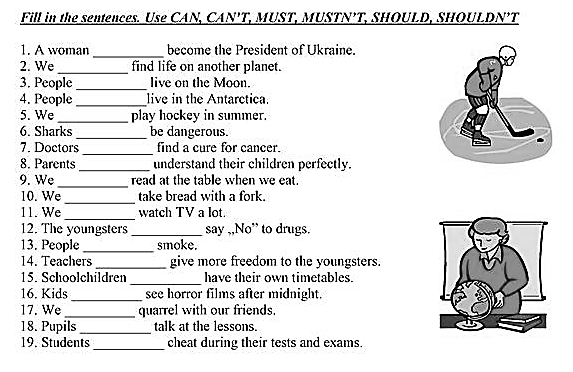 Fill in the sentences. Use CAN, CAN'T, MUST, MUSTN'T, SHOULD, SHOULDN'T
1. A woman __________ become the President of Ukraine.
2. We __________ find life on another planet.
3. People __________ live on the Moon.
4. People __________live in the Antarctica.
5. We __________ play hockey in summer.
6. Sharks __________ be dangerous.
7. Doctors __________ find a cure for cancer.
8. Parents __________ understand their children perfectly.
9. We __________ read at the table when we eat.
10. We __________ take bread with a fork.
11. We __________ watch TV a lot.
12. The youngsters __________ say „No” to drugs.
13. People __________ smoke.
14. Teachers __________ give more freedom to the youngsters.
15. Schoolchildren __________ have their own timetables.
16. Kids __________ see horror films after midnight.
17. We __________ quarrel with our friends.
18. Pupils __________ talk at the lessons.
19. Students __________ cheat during their tests and exams.